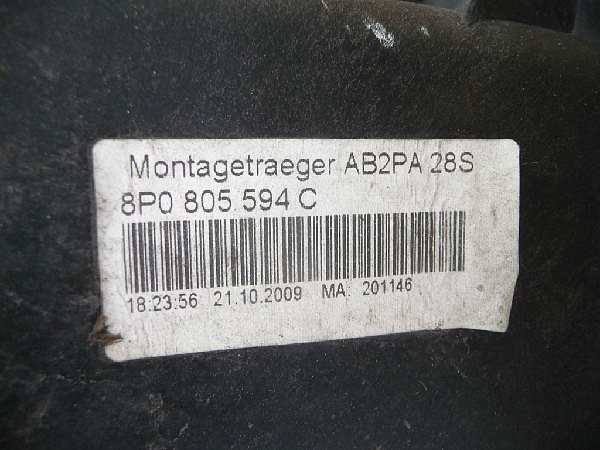 Montagetraeger AB2PA 28S
8P0 805 594 C
18:23:56 21.10.2009 MA. 201146